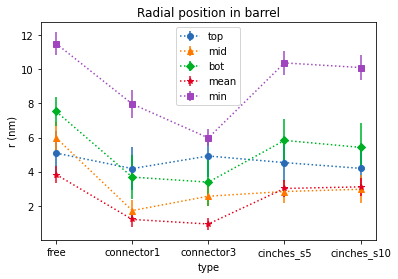 Radial position in barrel
12
10
8
6
4
2
r (nm)
top
mid
bot
mean
min
free
connector1
connector3
cinches_s5
cinches_s10
type